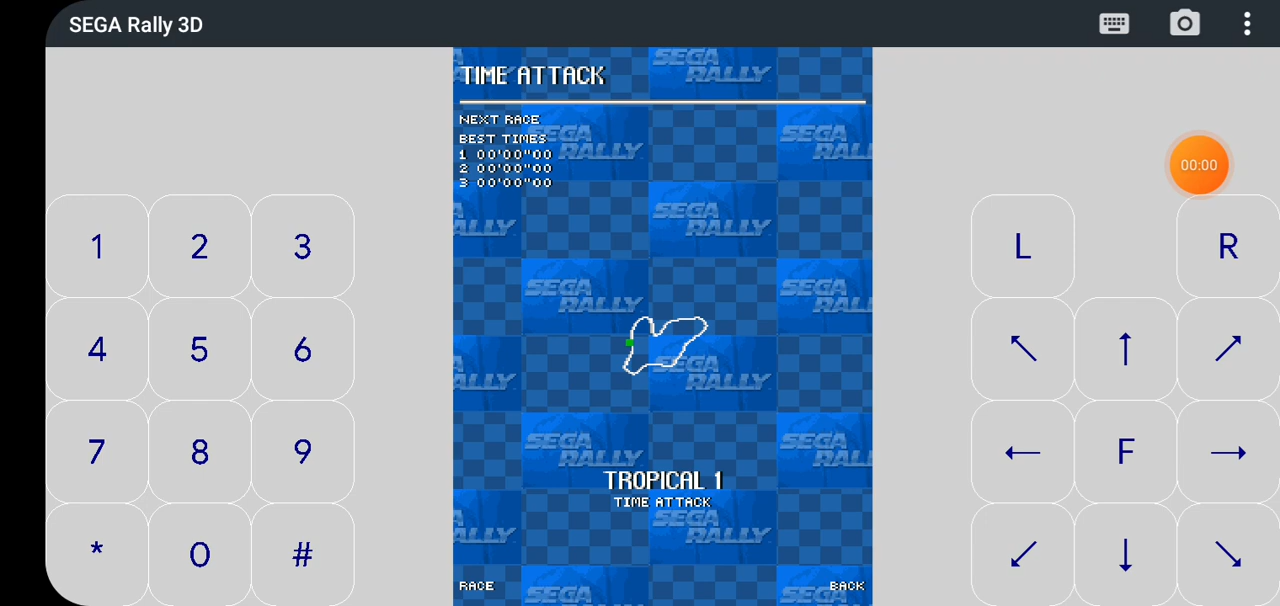 SEGA Rally 3D
TIME ATTACK
NEXT RACE
BEST TIMES
1 00'00"00
2 00'00"00
3 00'00"00
00:00
1 2 3
4 5 6
7 8 9
* 0 #
L R
↖ ↑ ↗
← F →
↙ ↓ ↘
SEGA RALLY
TROPICAL 1
TIME ATTACK
RACE BACK